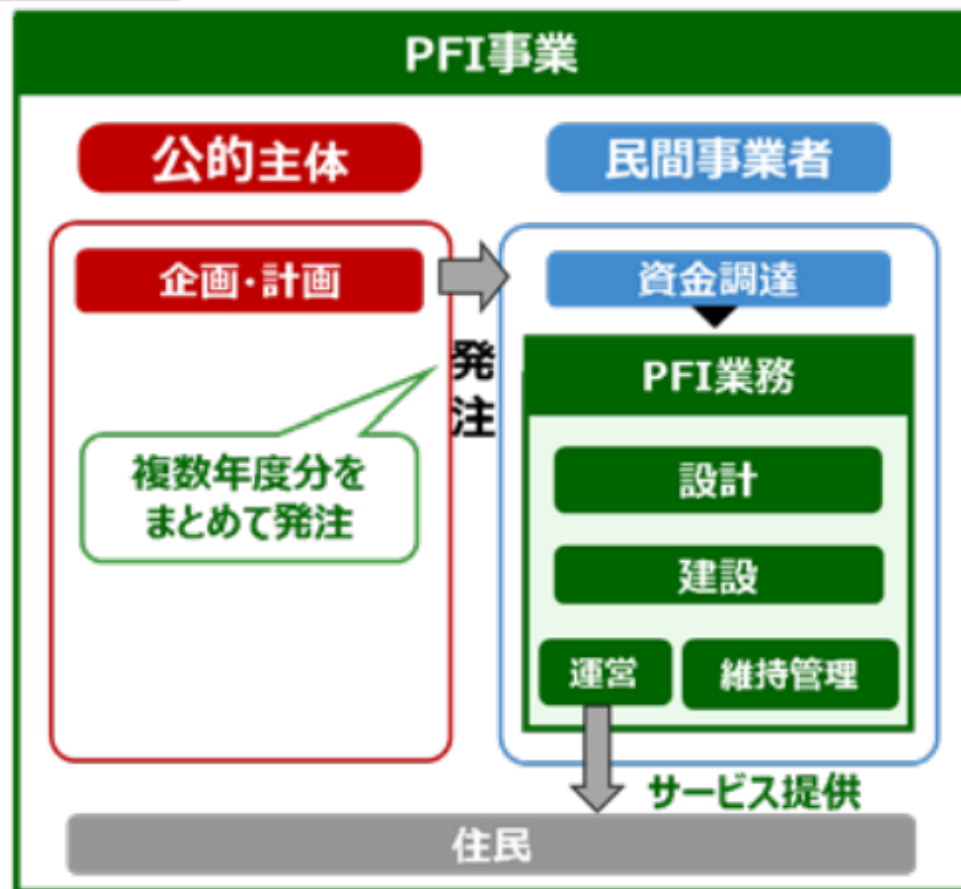 PFI事業
公的主体
民間事業者
企画・計画
資金調達
発注
PFI業務
複数年度分を
まとめて発注
設計
建設
運営
維持管理
サービス提供
住民